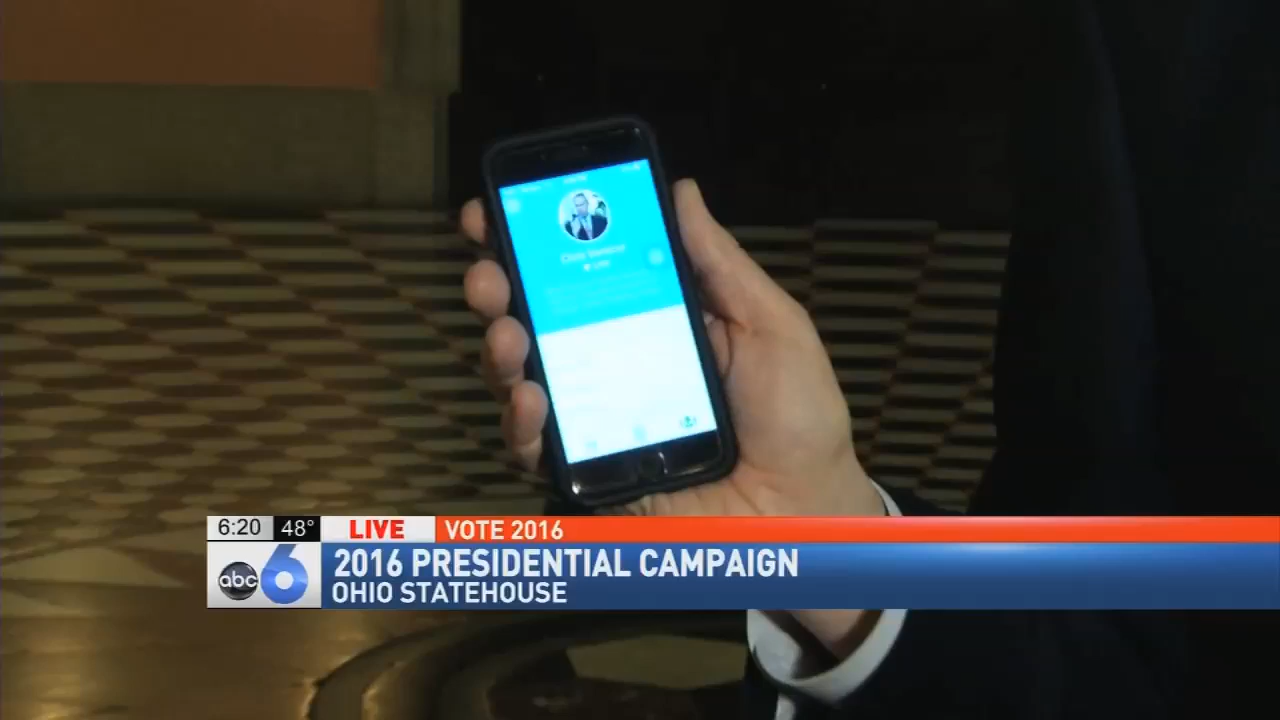 6:20 48° LIVE VOTE 2016
abc 6 2016 PRESIDENTIAL CAMPAIGN
OHIO STATEHOUSE